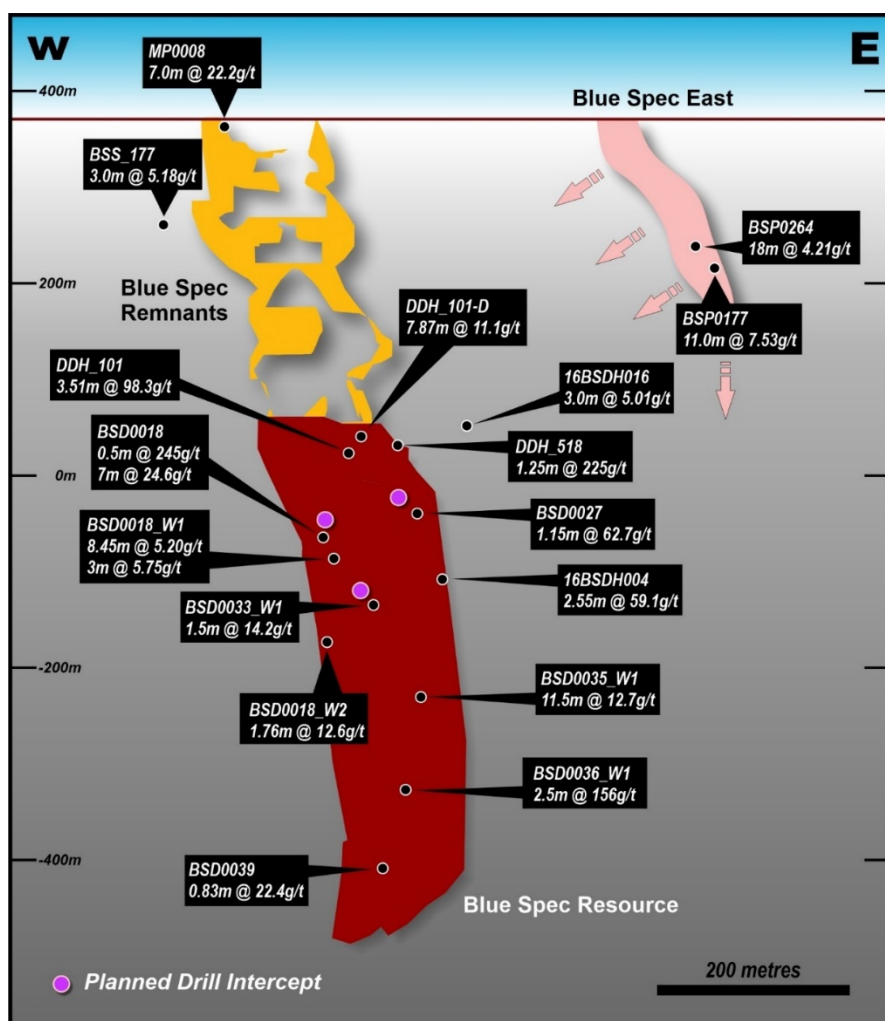 W
E
MP0008
7.0m @ 22.2g/t
400m
Blue Spec East
BSS_177
3.0m @ 5.18g/t
BSP0264
18m @ 4.21g/t
200m
Blue Spec
Remnants
DDH_101-D
7.87m @ 11.1g/t
BSP0177
11.0m @ 7.53g/t
DDH_101
3.51m @ 98.3g/t
16BSDH016
3.0m @ 5.01g/t
BSD0018
0.5m @ 245g/t
7m @ 24.6g/t
DDH_518
1.25m @ 225g/t
0m
BSD0018_W1
8.45m @ 5.20g/t
3m @ 5.75g/t
BSD0027
1.15m @ 62.7g/t
16BSDH004
2.55m @ 59.1g/t
BSD0033_W1
1.5m @ 14.2g/t
-200m
BSD0035_W1
11.5m @ 12.7g/t
BSD0018_W2
1.76m @ 12.6g/t
BSD0036_W1
2.5m @ 156g/t
-400m
BSD0039
0.83m @ 22.4g/t
Blue Spec Resource
Planned Drill Intercept
200 metres